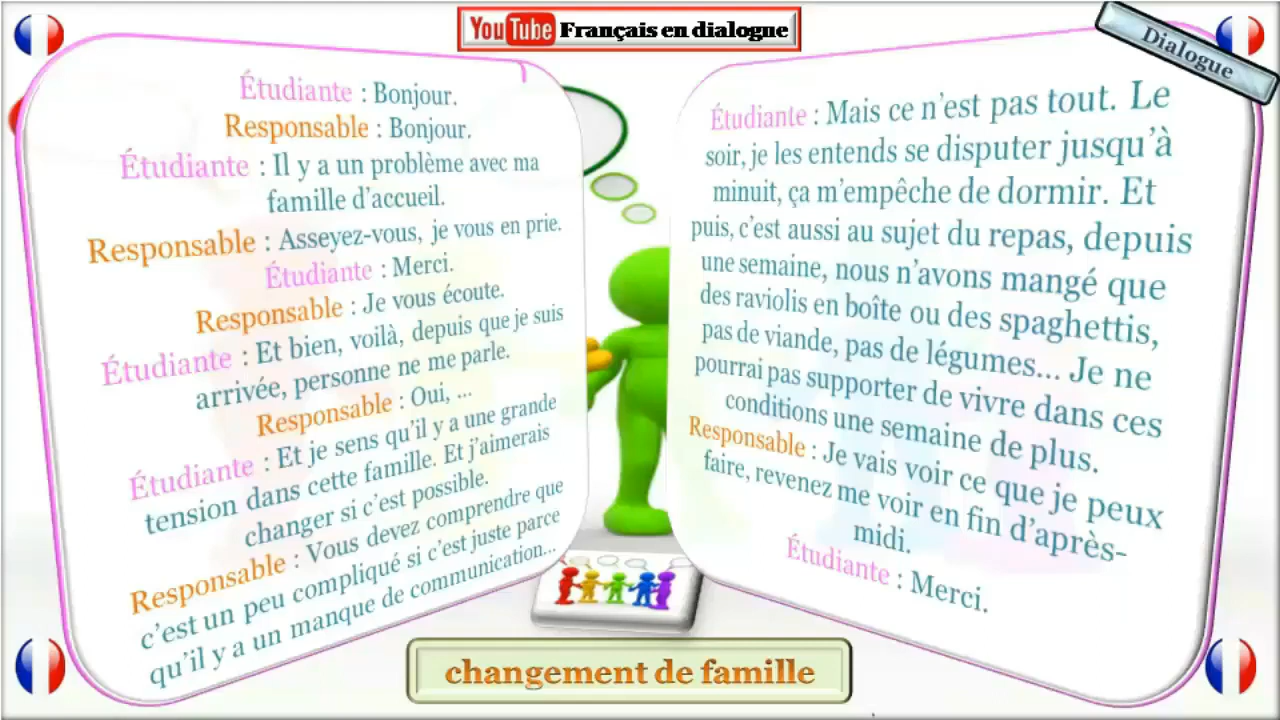 YouTube Français en dialogue
Dialogue
Étudiante : Bonjour.
Responsable : Bonjour.
Étudiante : Il y a un problème avec ma
famille d'accueil.
Responsable : Asseyez-vous, je vous en prie.
Étudiante : Merci.
Responsable : Je vous écoute.
Étudiante : Et bien, voilà, depuis que je suis
arrivée, personne ne me parle.
Responsable : Oui, ...
Étudiante : Et je sens qu'il y a une grande
tension dans cette famille. Et j'aimerais
changer si c'est possible.
Responsable : Vous devez comprendre que
c'est un peu compliqué si c'est juste parce
qu'il y a un manque de communication...
Étudiante : Mais ce n'est pas tout. Le
soir, je les entends se disputer jusqu'à
minuit, ça m'empêche de dormir. Et
puis, c'est aussi au sujet du repas, depuis
une semaine, nous n'avons mangé que
des raviolis en boîte ou des spaghettis,
pas de viande, pas de légumes... Je ne
pourrai pas supporter de vivre dans ces
conditions une semaine de plus.
Responsable : Je vais voir ce que je peux
faire, revenez me voir en fin d'après-
midi.
Étudiante : Merci.
changement de famille